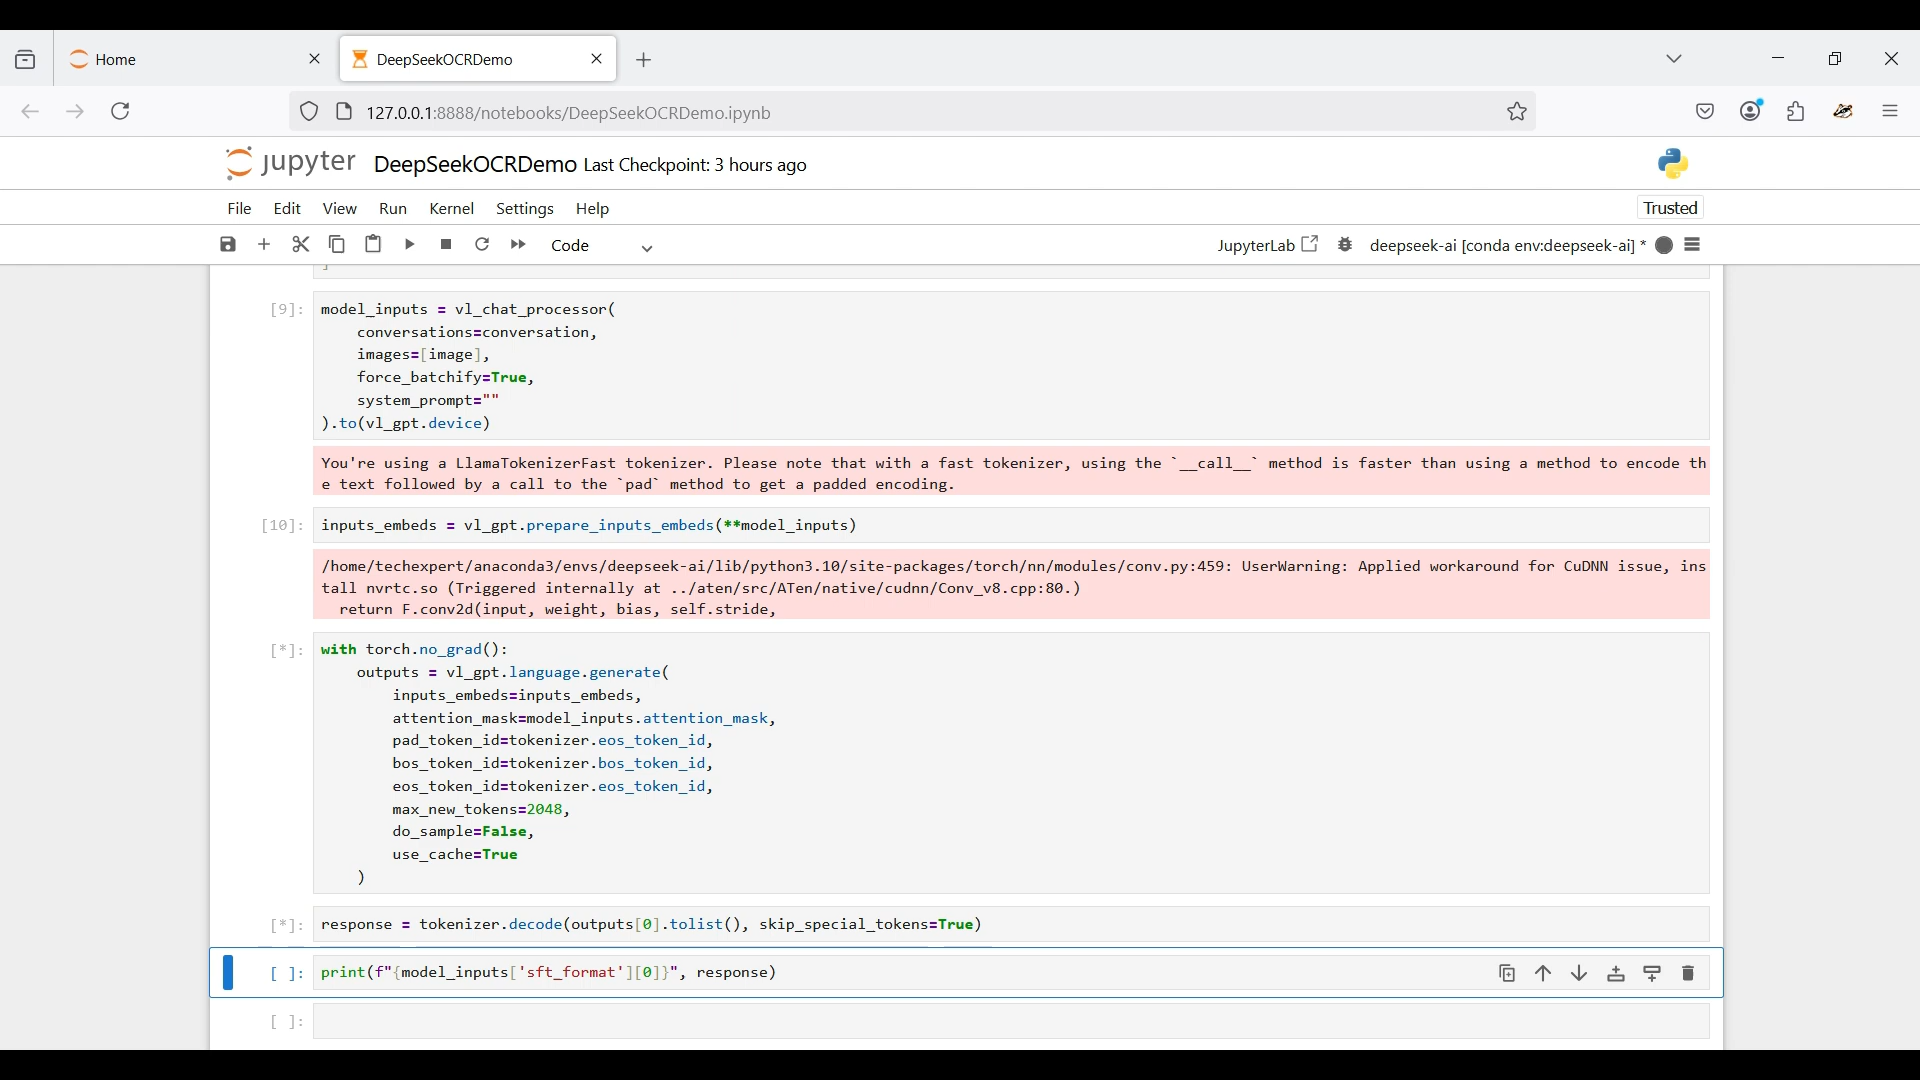 Home
DeepSeekOCRDemo
127.0.0.1:8888/notebooks/DeepSeekOCRDemo.ipynb
jupyter DeepSeekOCRDemo Last Checkpoint: 3 hours ago
File Edit View Run Kernel Settings Help Trusted
Code JupyterLab deepseek-ai [conda env:deepseek-ai] *
[9]: model_inputs = vl_chat_processor(
    conversations=conversation,
    images=[image],
    force_batchify=True,
    system_prompt=""
).to(vl_gpt.device)
You're using a LlamaTokenizerFast tokenizer. Please note that with a fast tokenizer, using the `__call__` method is faster than using a method to encode th
e text followed by a call to the `pad` method to get a padded encoding.
[10]: inputs_embeds = vl_gpt.prepare_inputs_embeds(**model_inputs)
/home/techexpert/anaconda3/envs/deepseek-ai/lib/python3.10/site-packages/torch/nn/modules/conv.py:459: UserWarning: Applied workaround for CuDNN issue, ins
tall nvrtc.so (Triggered internally at ../aten/src/ATen/native/cudnn/Conv_v8.cpp:80.)
  return F.conv2d(input, weight, bias, self.stride,
[*]: with torch.no_grad():
    outputs = vl_gpt.language.generate(
        inputs_embeds=inputs_embeds,
        attention_mask=model_inputs.attention_mask,
        pad_token_id=tokenizer.eos_token_id,
        bos_token_id=tokenizer.bos_token_id,
        eos_token_id=tokenizer.eos_token_id,
        max_new_tokens=2048,
        do_sample=False,
        use_cache=True
    )
[*]: response = tokenizer.decode(outputs[0].tolist(), skip_special_tokens=True)
[ ]: print(f"{model_inputs['sft_format'][0]}", response)
[ ]: